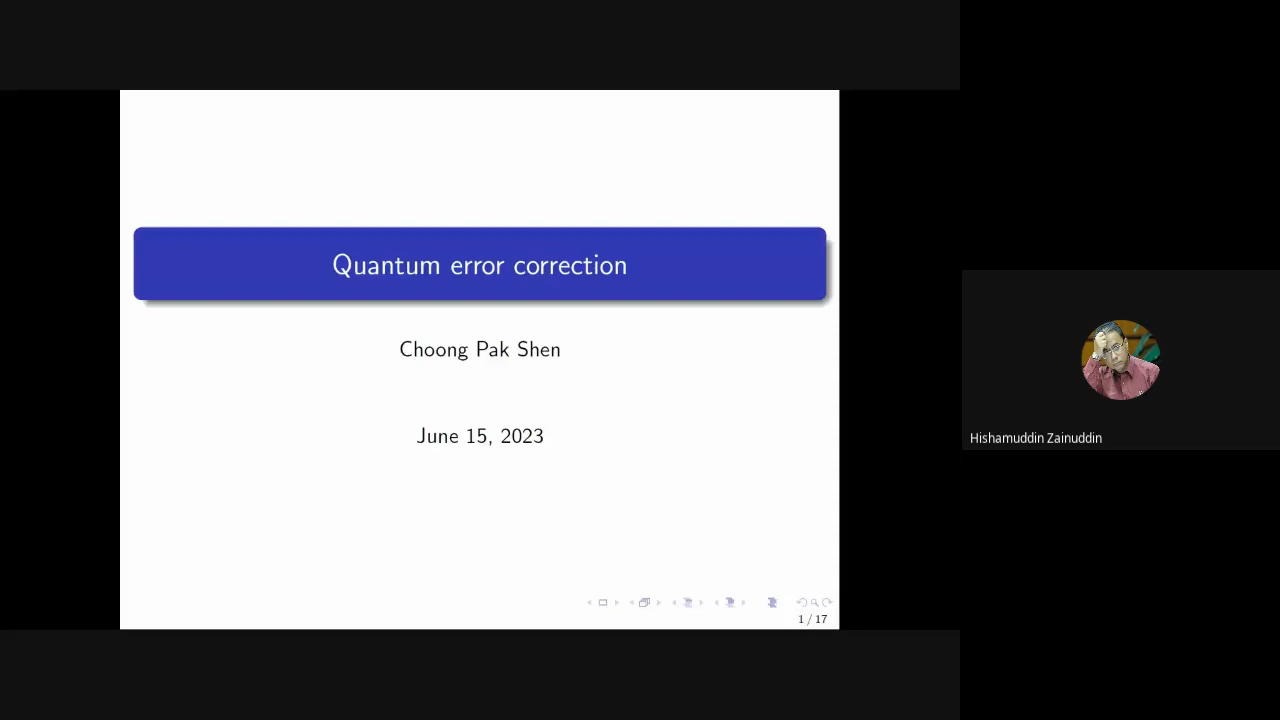 Quantum error correction
Choong Pak Shen
June 15, 2023
1 / 17
Hishamuddin Zainuddin